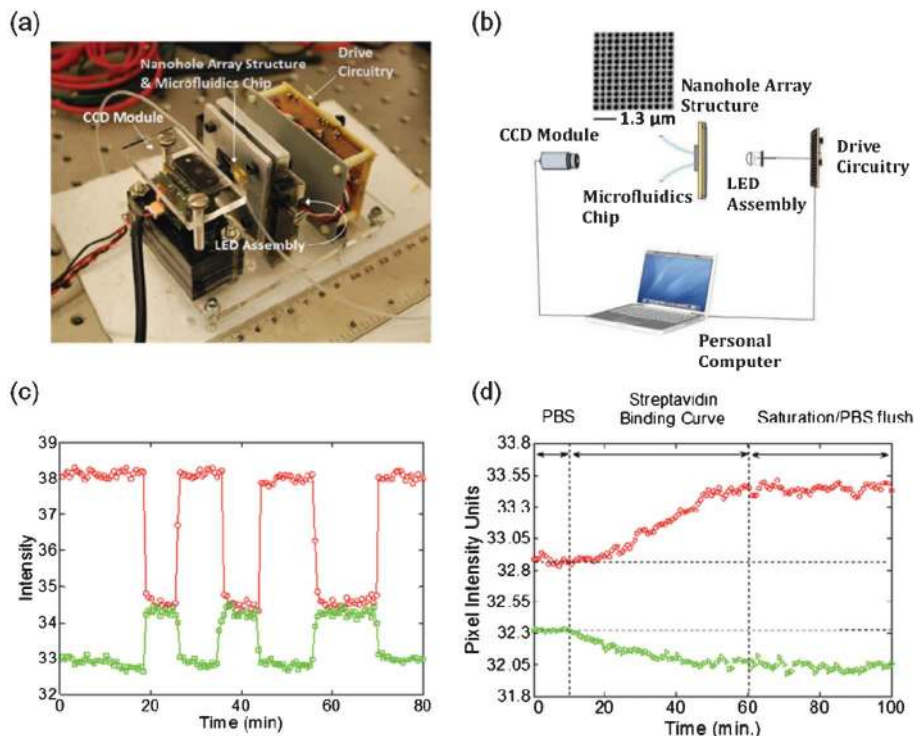 (a)
Nanohole Array Structure
& Microfluidics Chip
Drive
Circuitry
CCD Module
LED Assembly
(b)
1.3 μm
Nanohole Array
Structure
CCD Module
Microfluidics
Chip
LED
Assembly
Drive
Circuitry
Personal
Computer
(c)
Intensity
39
38
37
36
35
34
33
32
0 20 40 60 80
Time (min)
(d)
PBS
Streptavidin
Binding Curve
Saturation/PBS flush
Pixel Intensity Units
33.8
33.55
33.3
33.05
32.8
32.55
32.3
32.05
31.8
0 20 40 60 80 100
Time (min.)